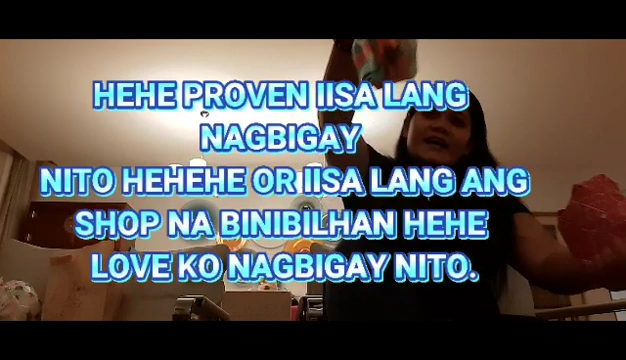 HEHE PROVEN IISA LANG
NAGBIGAY
NITO HEHEHE OR IISA LANG ANG
SHOP NA BINIBILHAN HEHE
LOVE KO NAGBIGAY NITO.